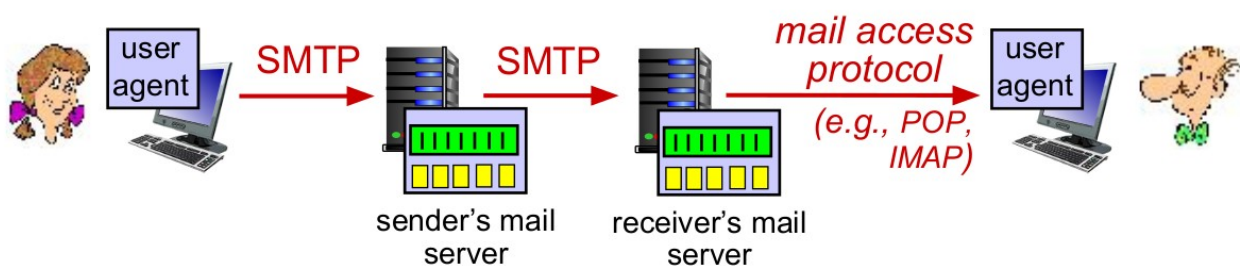 user
agent
SMTP
SMTP
mail access
protocol
(e.g., POP,
IMAP)
user
agent
sender's mail
server
receiver's mail
server